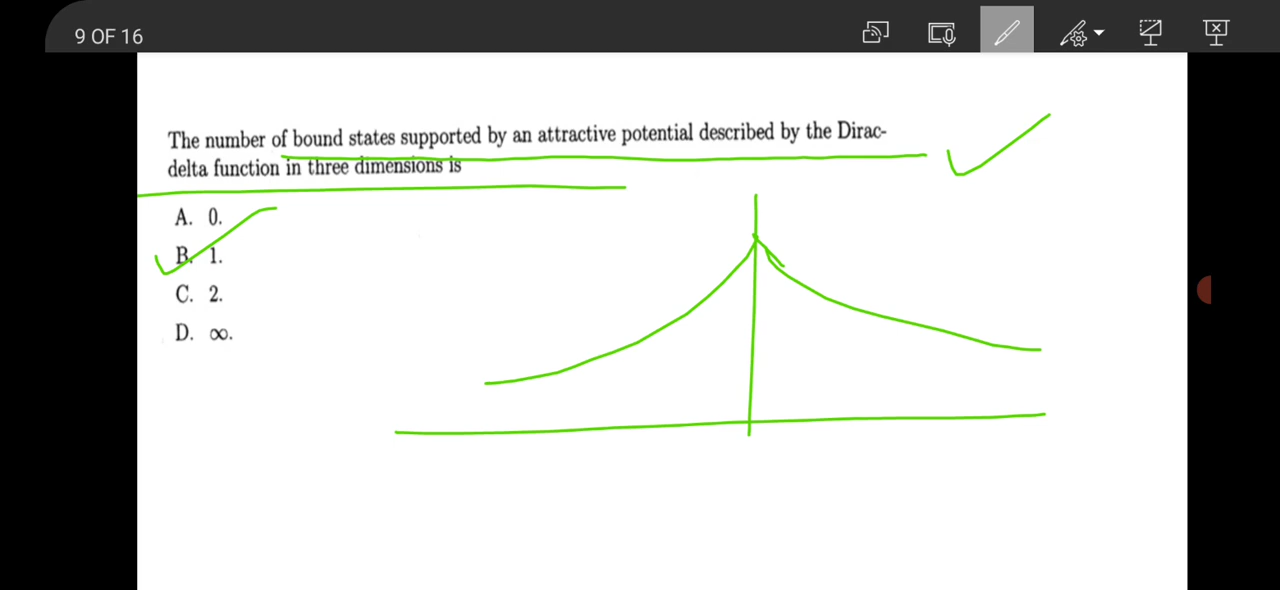 9 OF 16
The number of bound states supported by an attractive potential described by the Dirac-
delta function in three dimensions is
A. 0.
B. 1.
C. 2.
D. ∞.